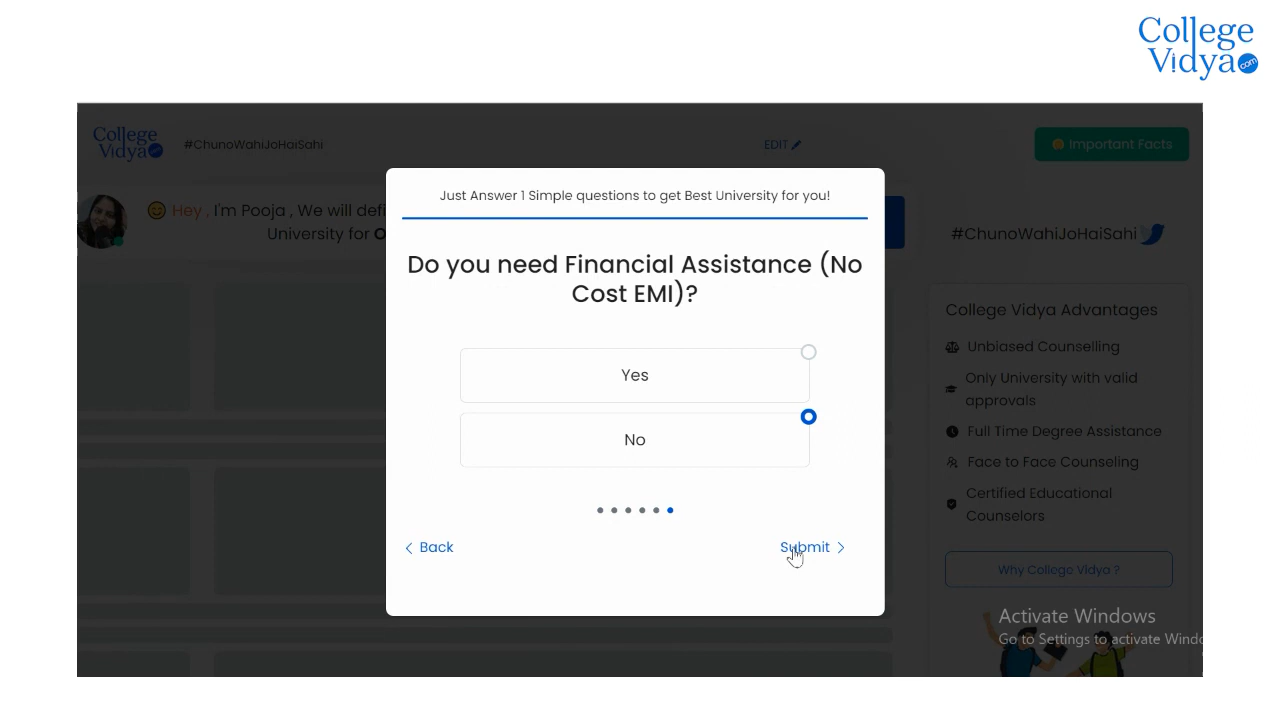 College
Vidya.com
College
Vidya
#ChunoWahiJoHaiSahi
EDIT
Important Facts
Just Answer 1 Simple questions to get Best University for you!
Hey , I'm Pooja , We will defi
University for O
#ChunoWahiJoHaiSahi
Do you need Financial Assistance (No
Cost EMI)?
Yes
No
Back
Submit
College Vidya Advantages
Unbiased Counselling
Only University with valid
approvals
Full Time Degree Assistance
Face to Face Counseling
Certified Educational
Counselors
Why College Vidya ?
Activate Windows
Go to Settings to activate Windo